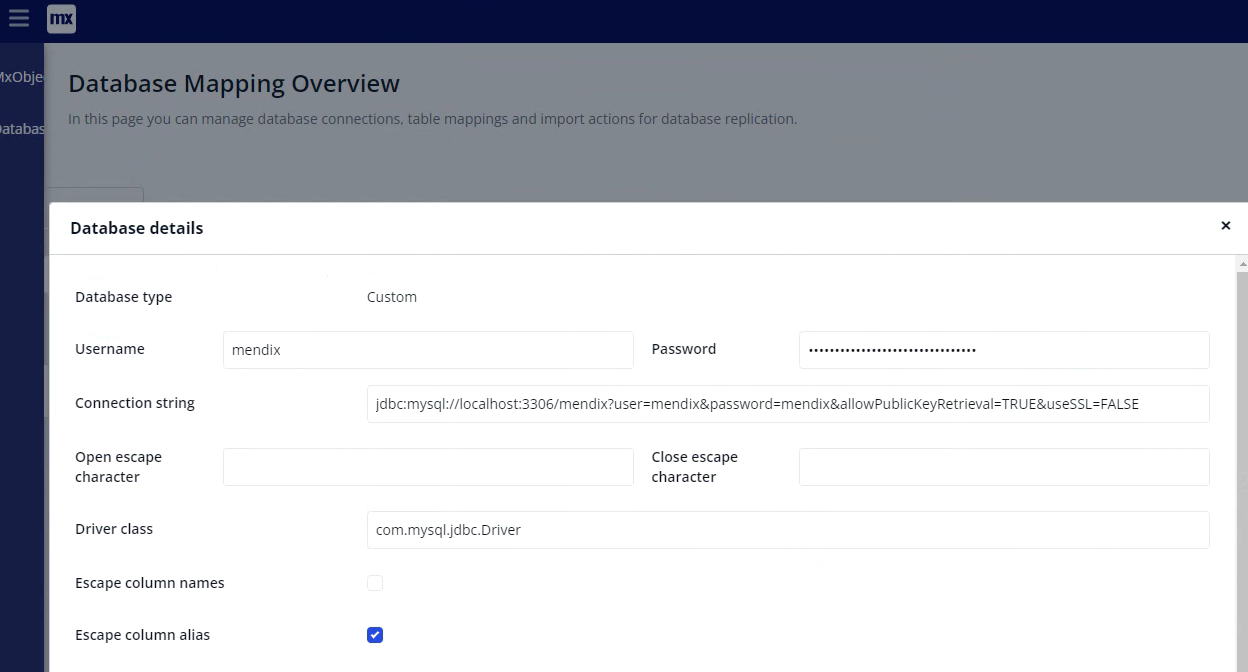 mx
MxObje
Databas
Database Mapping Overview
In this page you can manage database connections, table mappings and import actions for database replication.
Database details
×
Database type Custom
Username mendix Password ••••••••••••••••••••••••••••••••
Connection string jdbc:mysql://localhost:3306/mendix?user=mendix&password=mendix&allowPublicKeyRetrieval=TRUE&useSSL=FALSE
Open escape Close escape
character character
Driver class com.mysql.jdbc.Driver
Escape column names
Escape column alias